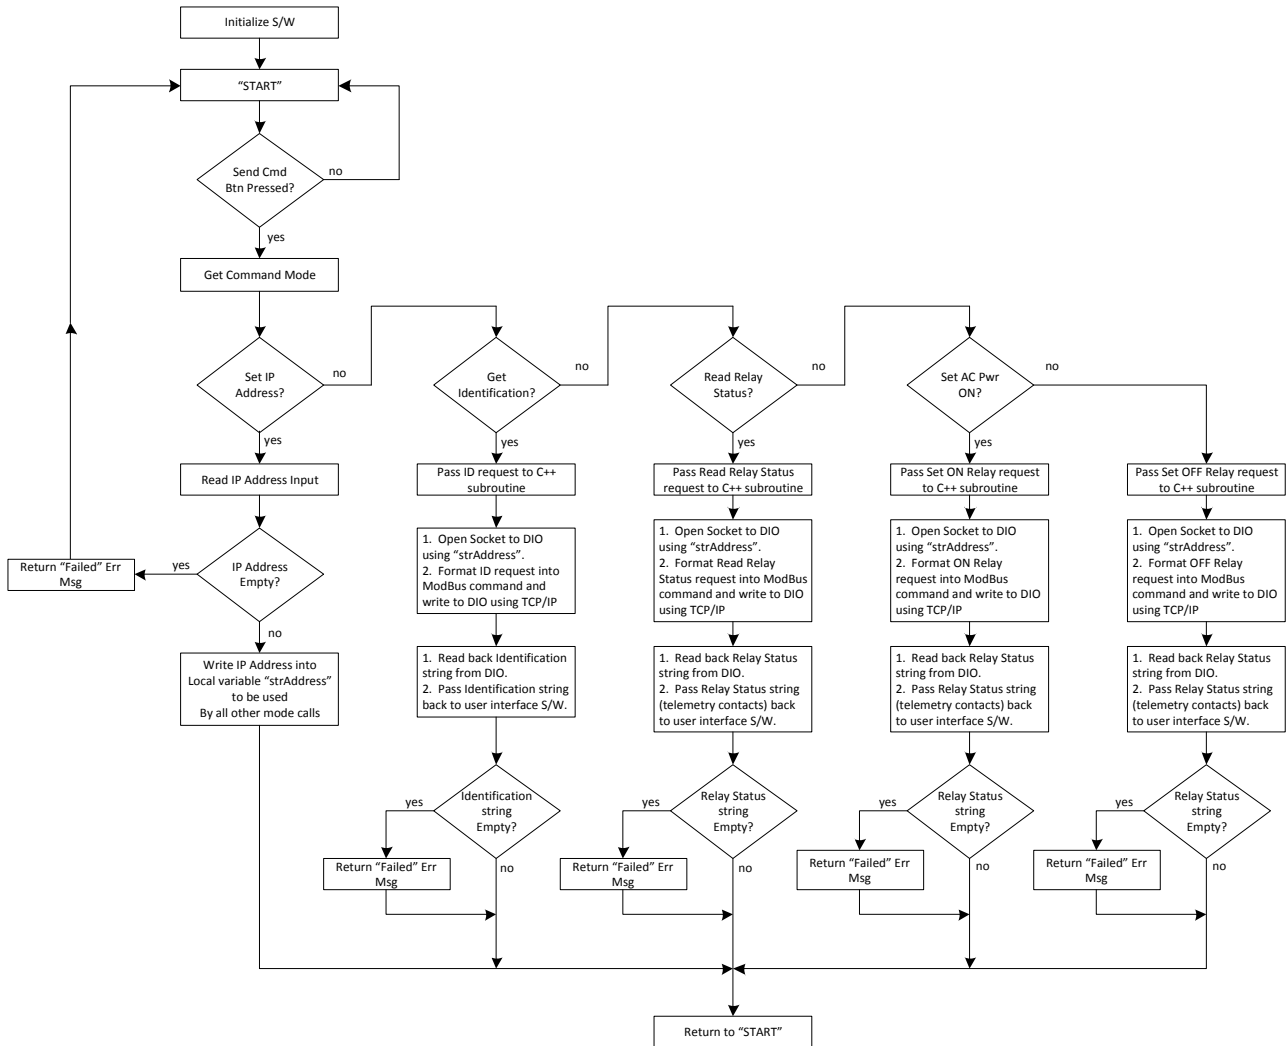 Initialize S/W
“START”
Send Cmd
Btn Pressed?
no
yes
Get Command Mode
Set IP
Address?
no
yes
Get
Identification?
no
yes
Read Relay
Status?
no
yes
Set AC Pwr
ON?
no
yes
Read IP Address Input
Pass ID request to C++
subroutine
Pass Read Relay Status
request to C++ subroutine
Pass Set ON Relay request
to C++ subroutine
Pass Set OFF Relay request
to C++ subroutine
IP Address
Empty?
yes
no
Return “Failed” Err
Msg
1. Open Socket to DIO
using “strAddress”.
2. Format ID request into
ModBus command and
write to DIO using TCP/IP
1. Open Socket to DIO
using “strAddress”.
2. Format Read Relay
Status request into ModBus
command and write to DIO
using TCP/IP
1. Open Socket to DIO
using “strAddress”.
2. Format ON Relay
request into ModBus
command and write to DIO
using TCP/IP
1. Open Socket to DIO
using “strAddress”.
2. Format OFF Relay
request into ModBus
command and write to DIO
using TCP/IP
Write IP Address into
Local variable “strAddress”
to be used
By all other mode calls
1. Read back Identification
string from DIO.
2. Pass Identification string
back to user interface S/W.
1. Read back Relay Status
string from DIO.
2. Pass Relay Status string
(telemetry contacts) back
to user interface S/W.
1. Read back Relay Status
string from DIO.
2. Pass Relay Status string
(telemetry contacts) back
to user interface S/W.
1. Read back Relay Status
string from DIO.
2. Pass Relay Status string
(telemetry contacts) back
to user interface S/W.
yes
Identification
string
Empty?
no
Return “Failed” Err
Msg
yes
Relay Status
string
Empty?
no
Return “Failed” Err
Msg
yes
Relay Status
string
Empty?
no
Return “Failed” Err
Msg
yes
Relay Status
string
Empty?
no
Return “Failed” Err
Msg
Return to “START”